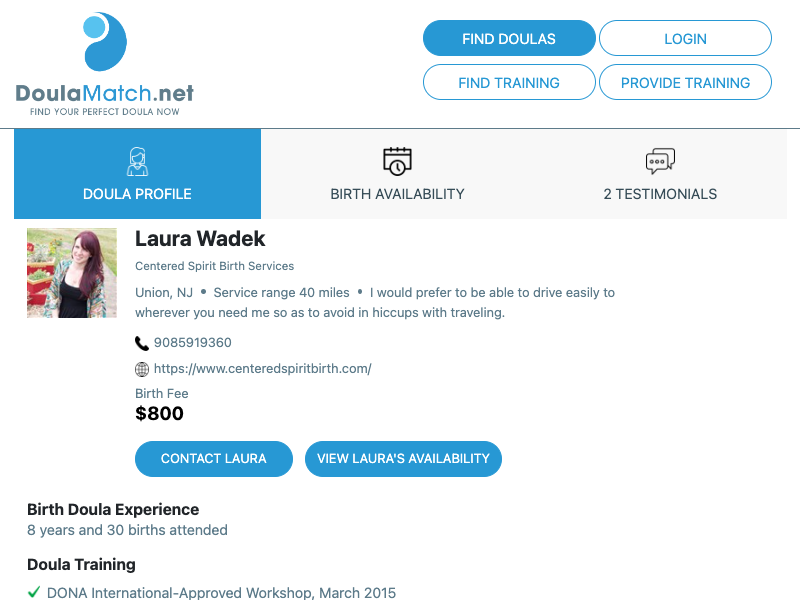 DoulaMatch.net
FIND YOUR PERFECT DOULA NOW
FIND DOULAS
LOGIN
FIND TRAINING
PROVIDE TRAINING
DOULA PROFILE
BIRTH AVAILABILITY
2 TESTIMONIALS
Laura Wadek
Centered Spirit Birth Services
Union, NJ • Service range 40 miles • I would prefer to be able to drive easily to
wherever you need me so as to avoid in hiccups with traveling.
9085919360
https://www.centeredspiritbirth.com/
Birth Fee
$800
CONTACT LAURA
VIEW LAURA'S AVAILABILITY
Birth Doula Experience
8 years and 30 births attended
Doula Training
DONA International-Approved Workshop, March 2015